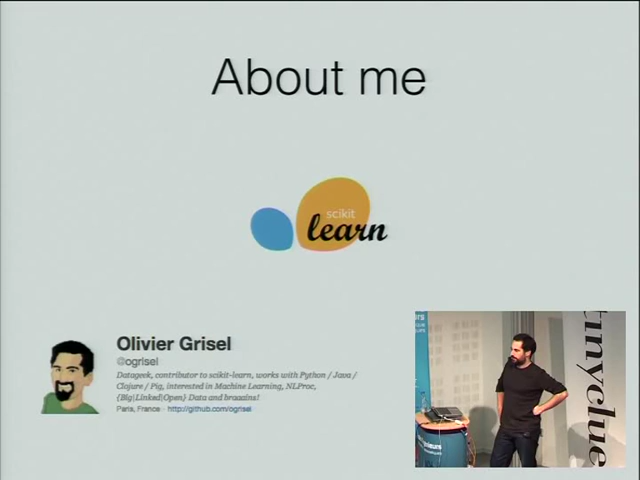 About me
scikit
learn
Olivier Grisel
@ogrisel
Datageek, contributor to scikit-learn, works with Python / Java /
Clojure / Pig, interested in Machine Learning, NLProc,
{Big|Linked|Open} Data and braaains!
Paris, France · http://github.com/ogrisel
tinyclue